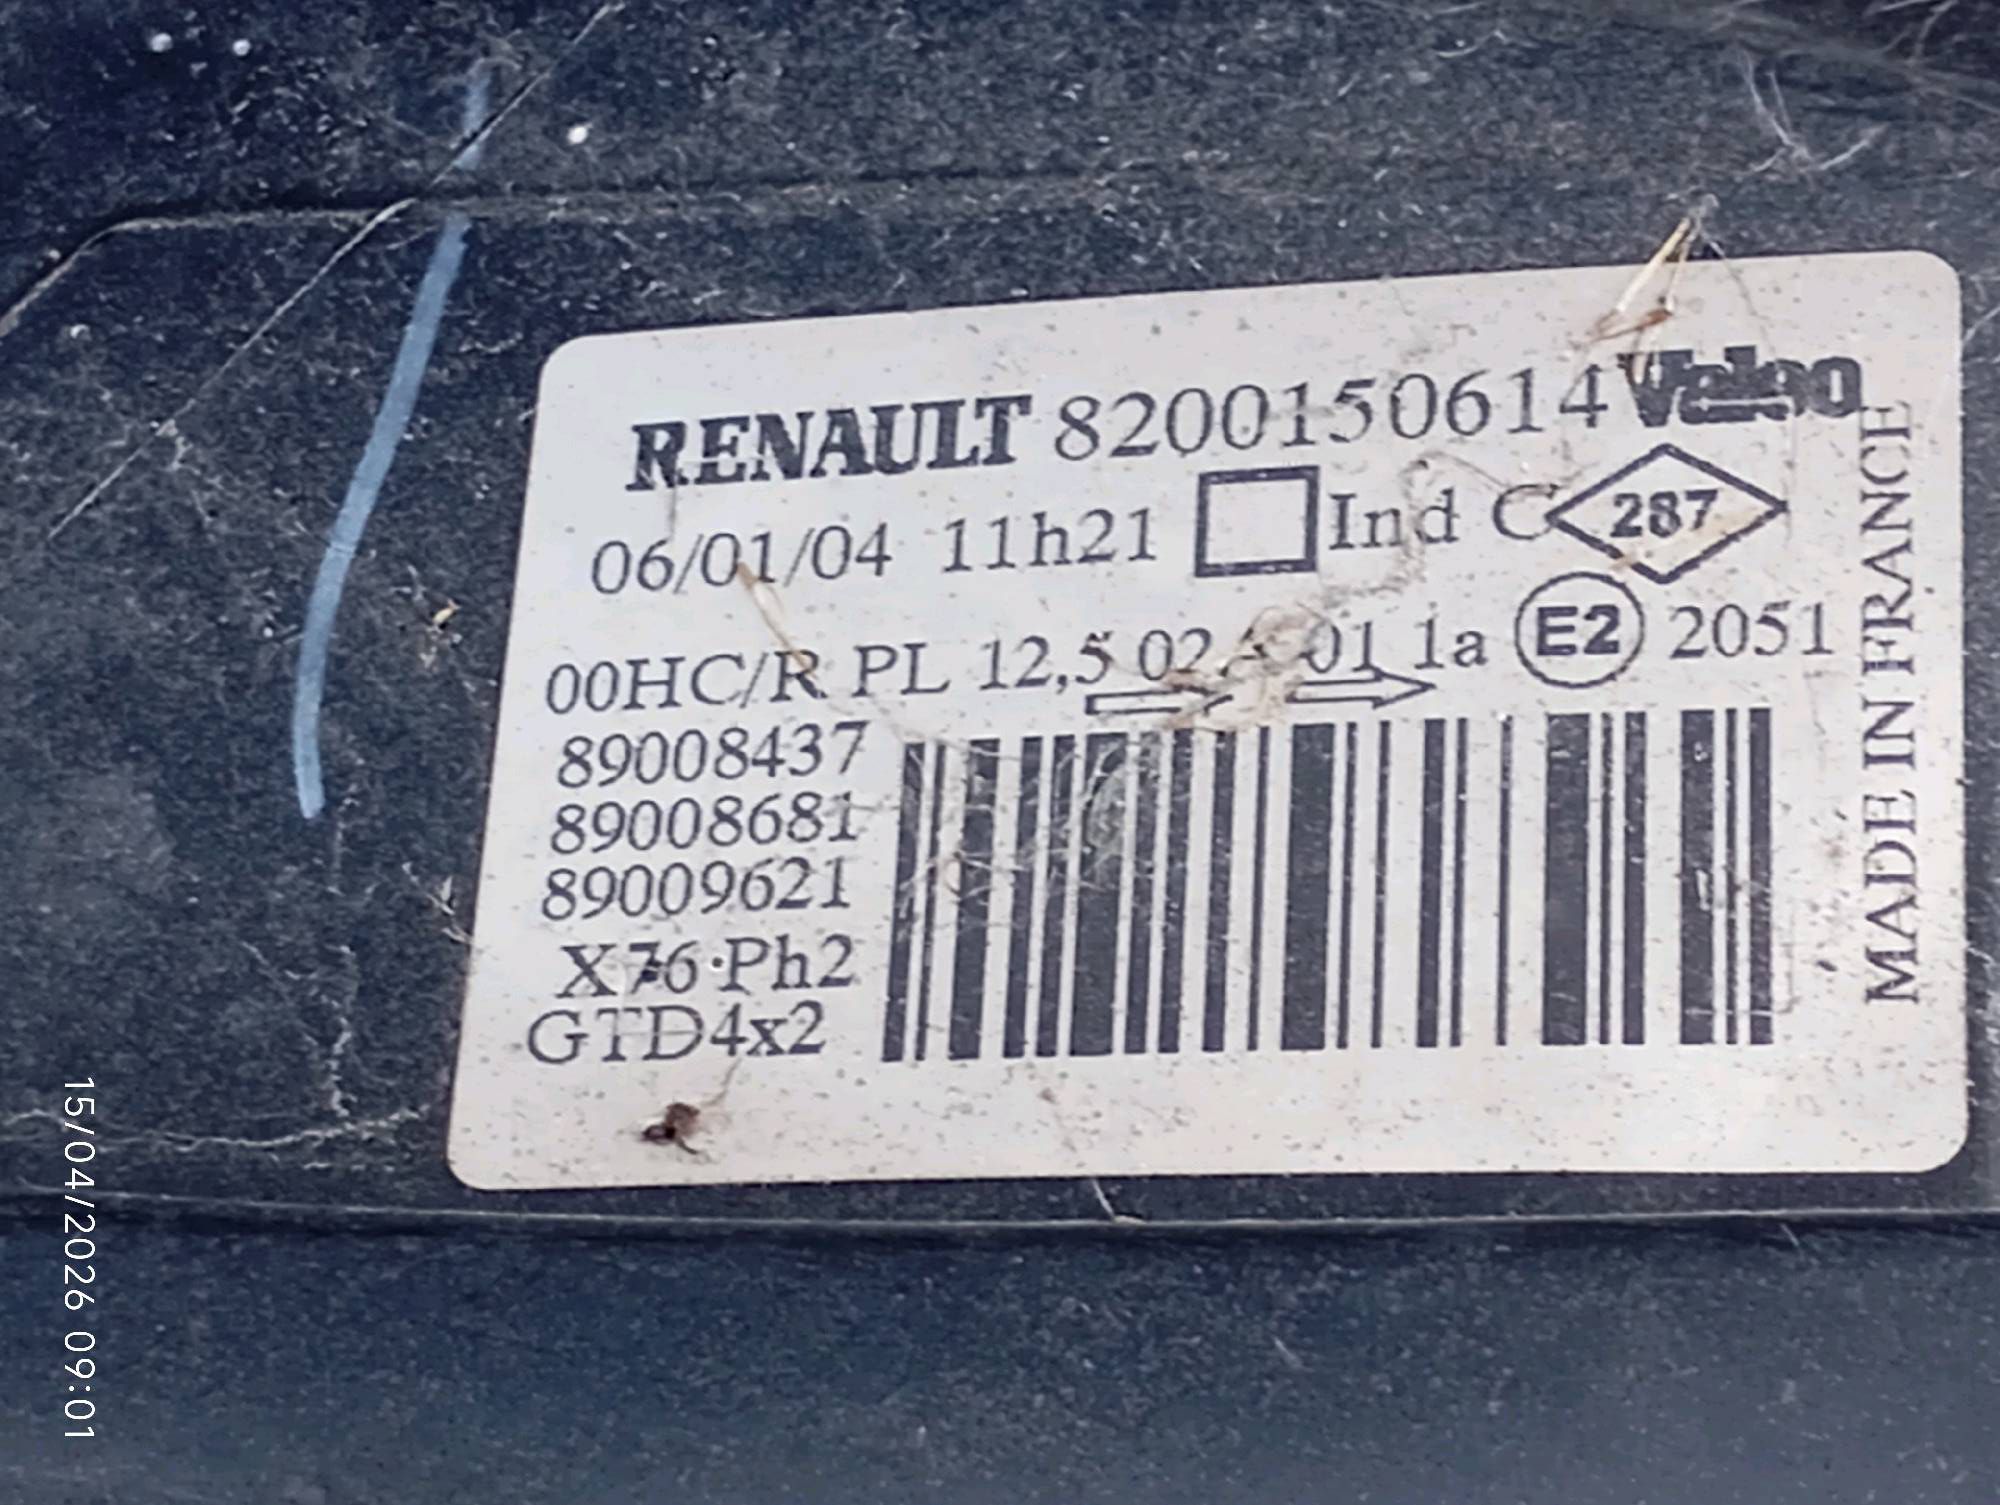 RENAULT 8200150614 Valeo
06/01/04 11h21 Ind C 287
00HC/R PL 12,5 02 01 1a E2 2051
89008437
89008681
89009621
X76·Ph2
GTD4x2
MADE IN FRANCE
15/04/2026 09:01